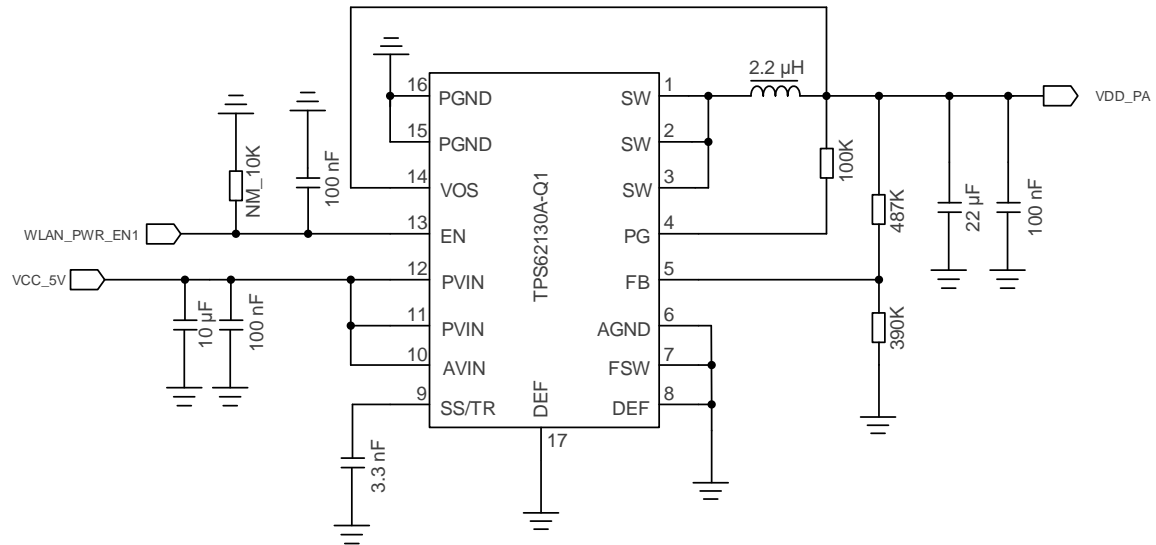 2.2 µH
VDD_PA
16
PGND
SW
1
15
PGND
SW
2
14
VOS
SW
3
13
EN
PG
4
12
PVIN
FB
5
11
PVIN
AGND
6
10
AVIN
FSW
7
9
SS/TR
DEF
8
TPS62130A-Q1
DEF
17
NM_10K
100 nF
WLAN_PWR_EN1
VCC_5V
10 µF
100 nF
3.3 nF
100K
487K
390K
22 µF
100 nF